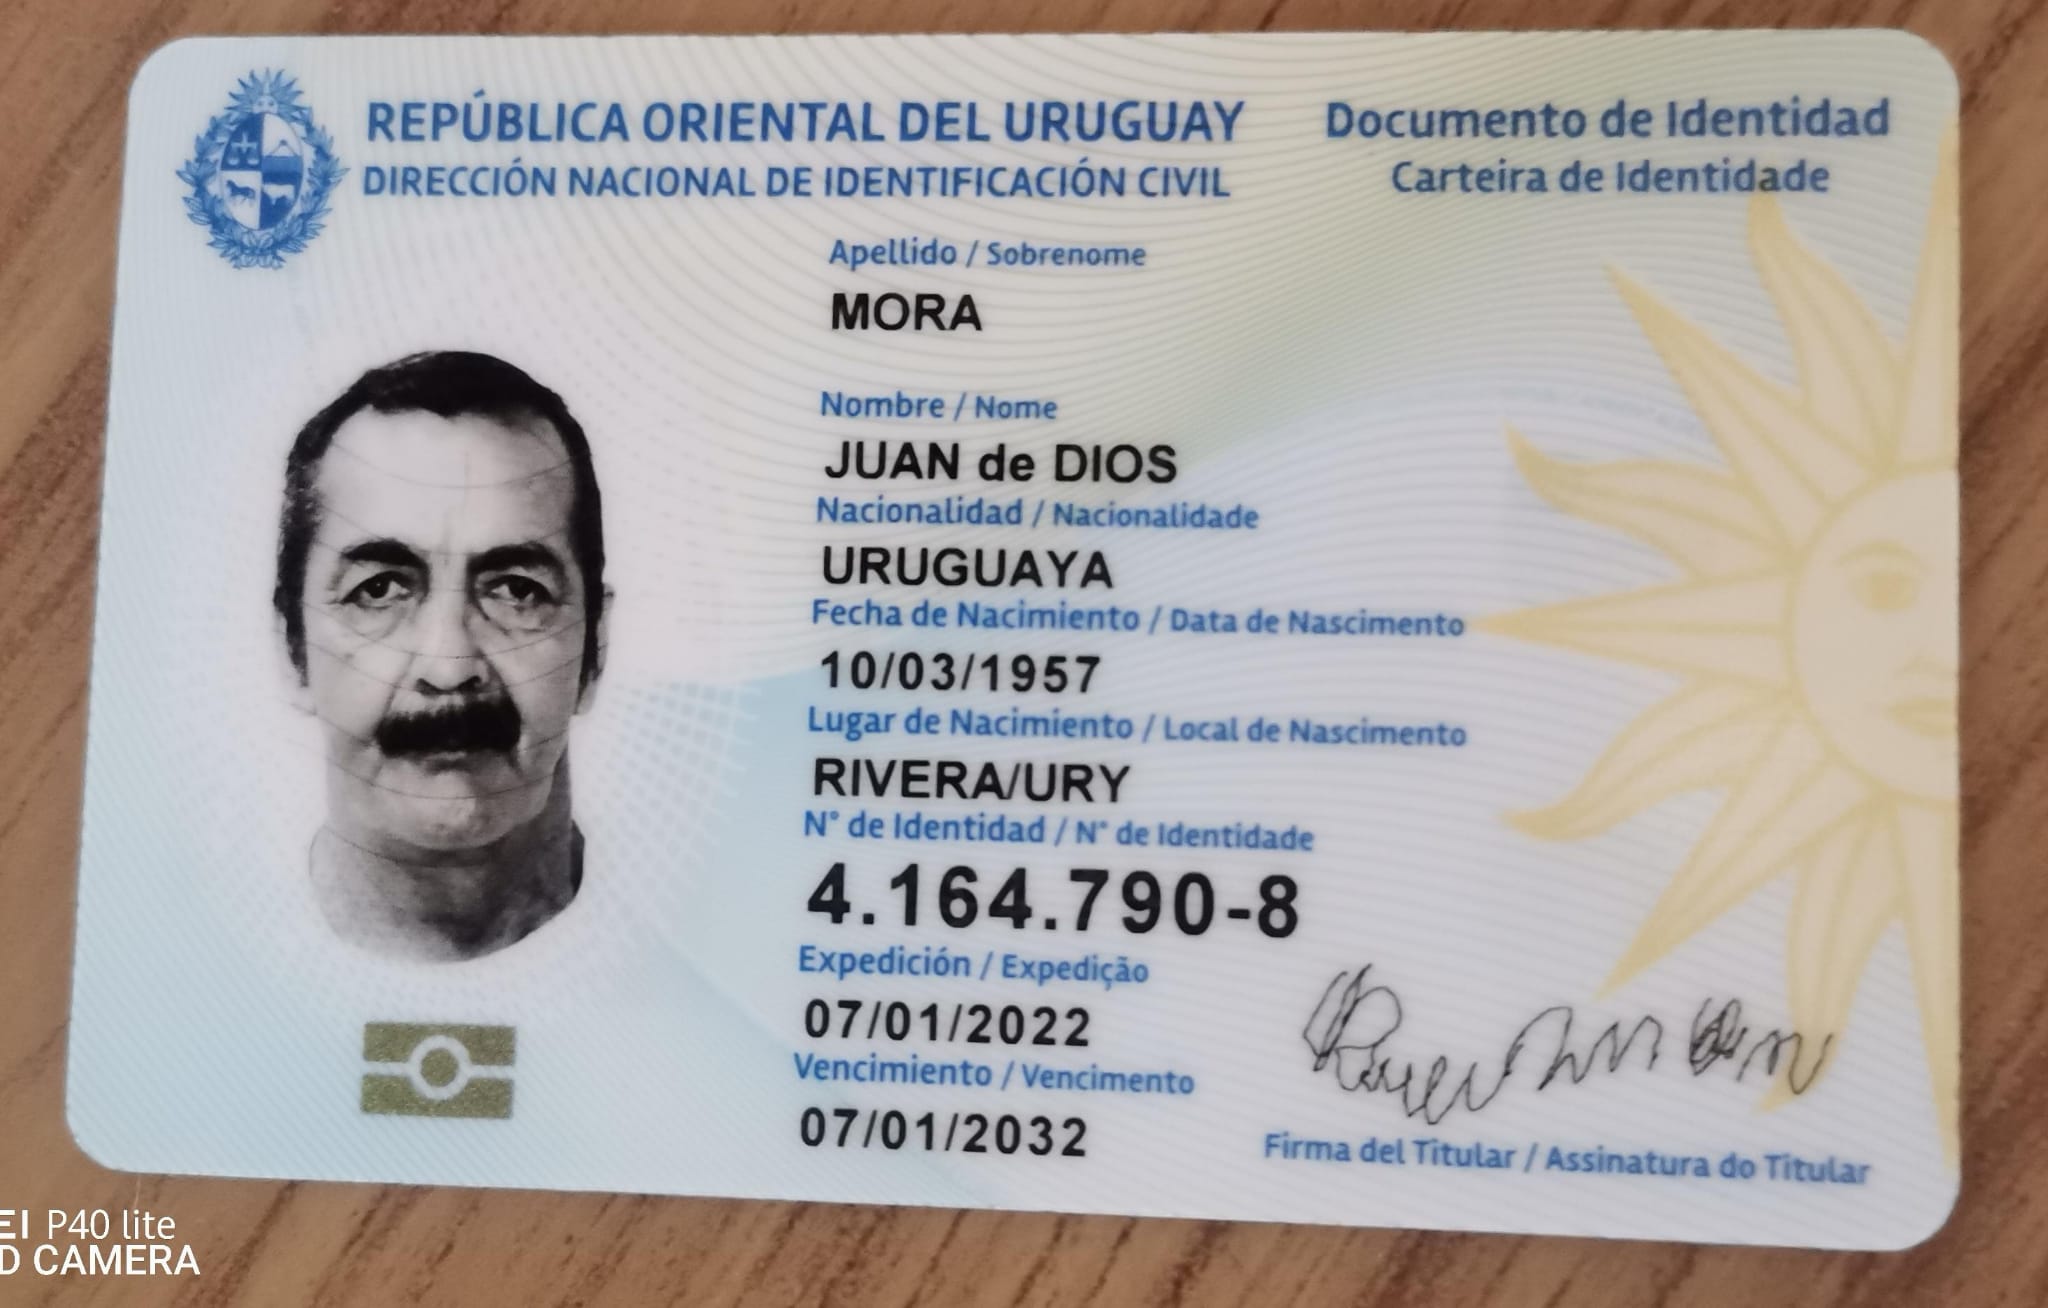 REPÚBLICA ORIENTAL DEL URUGUAY
DIRECCIÓN NACIONAL DE IDENTIFICACIÓN CIVIL
Documento de Identidad
Carteira de Identidade
Apellido / Sobrenome
MORA
Nombre / Nome
JUAN de DIOS
Nacionalidad / Nacionalidade
URUGUAYA
Fecha de Nacimiento / Data de Nascimento
10/03/1957
Lugar de Nacimiento / Local de Nascimento
RIVERA/URY
N° de Identidad / N° de Identidade
4.164.790-8
Expedición / Expedição
07/01/2022
Vencimiento / Vencimento
07/01/2032
Firma del Titular / Assinatura do Titular
EI P40 lite
D CAMERA